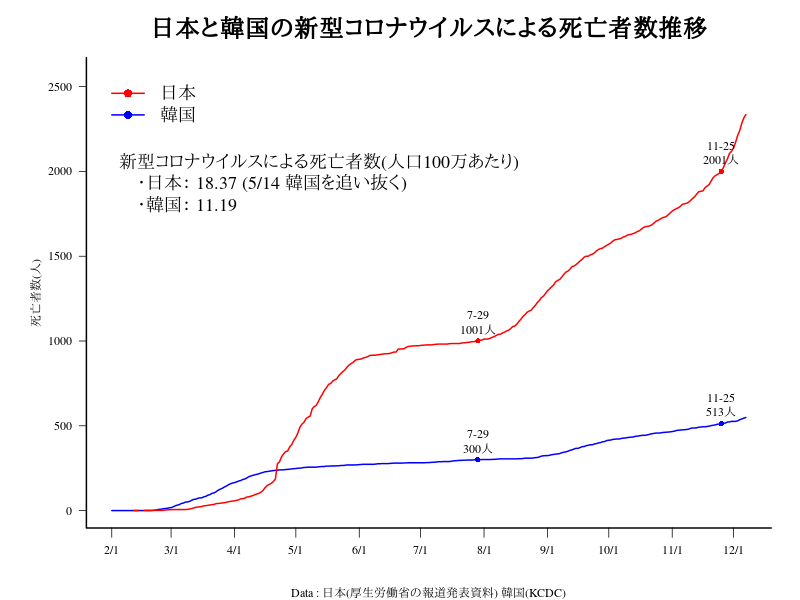 日本と韓国の新型コロナウイルスによる死亡者数推移
日本
韓国
新型コロナウイルスによる死亡者数(人口100万あたり)
・日本： 18.37 (5/14 韓国を追い抜く)
・韓国： 11.19
死亡者数(人)
2500
2000
1500
1000
500
0
11-25
2001人
7-29
1001人
11-25
513人
7-29
300人
2/1 3/1 4/1 5/1 6/1 7/1 8/1 9/1 10/1 11/1 12/1
Data : 日本(厚生労働省の報道発表資料) 韓国(KCDC)